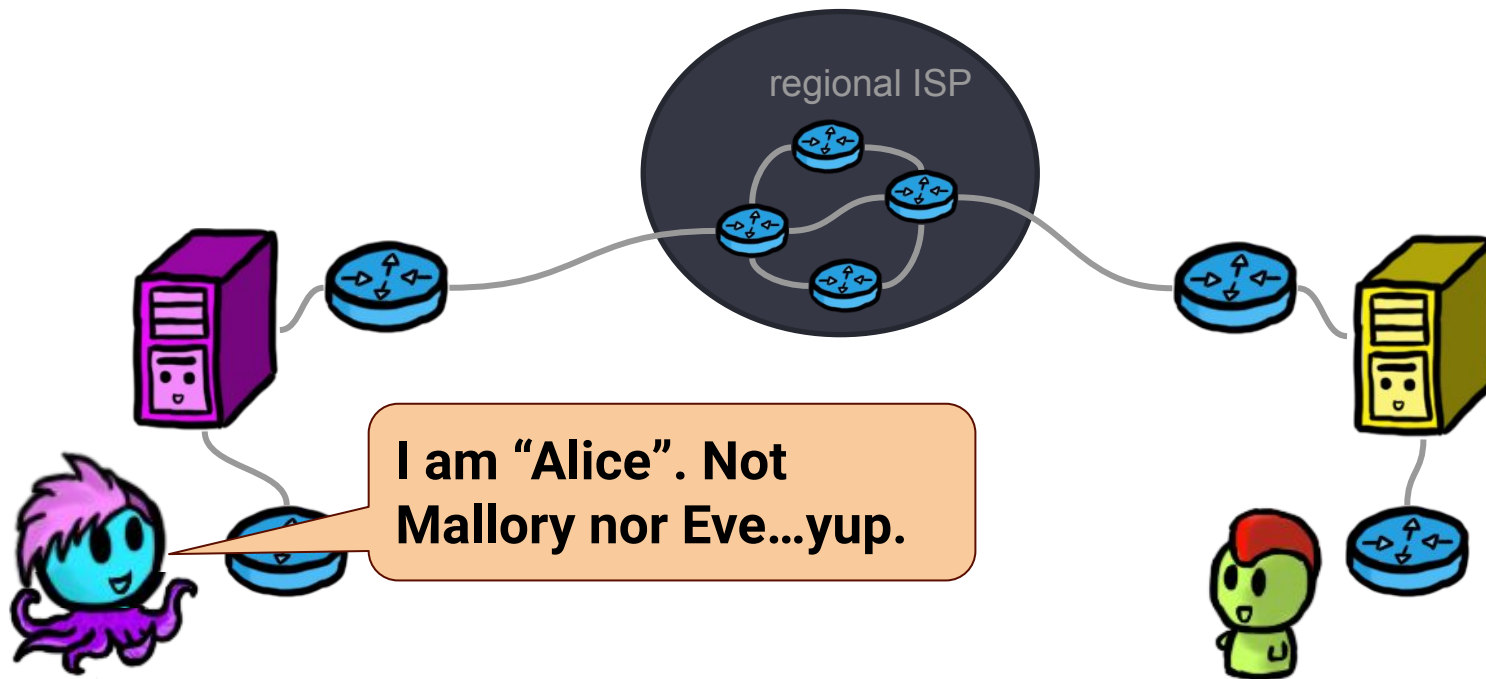 regional ISP
I am “Alice”. Not
Mallory nor Eve…yup.